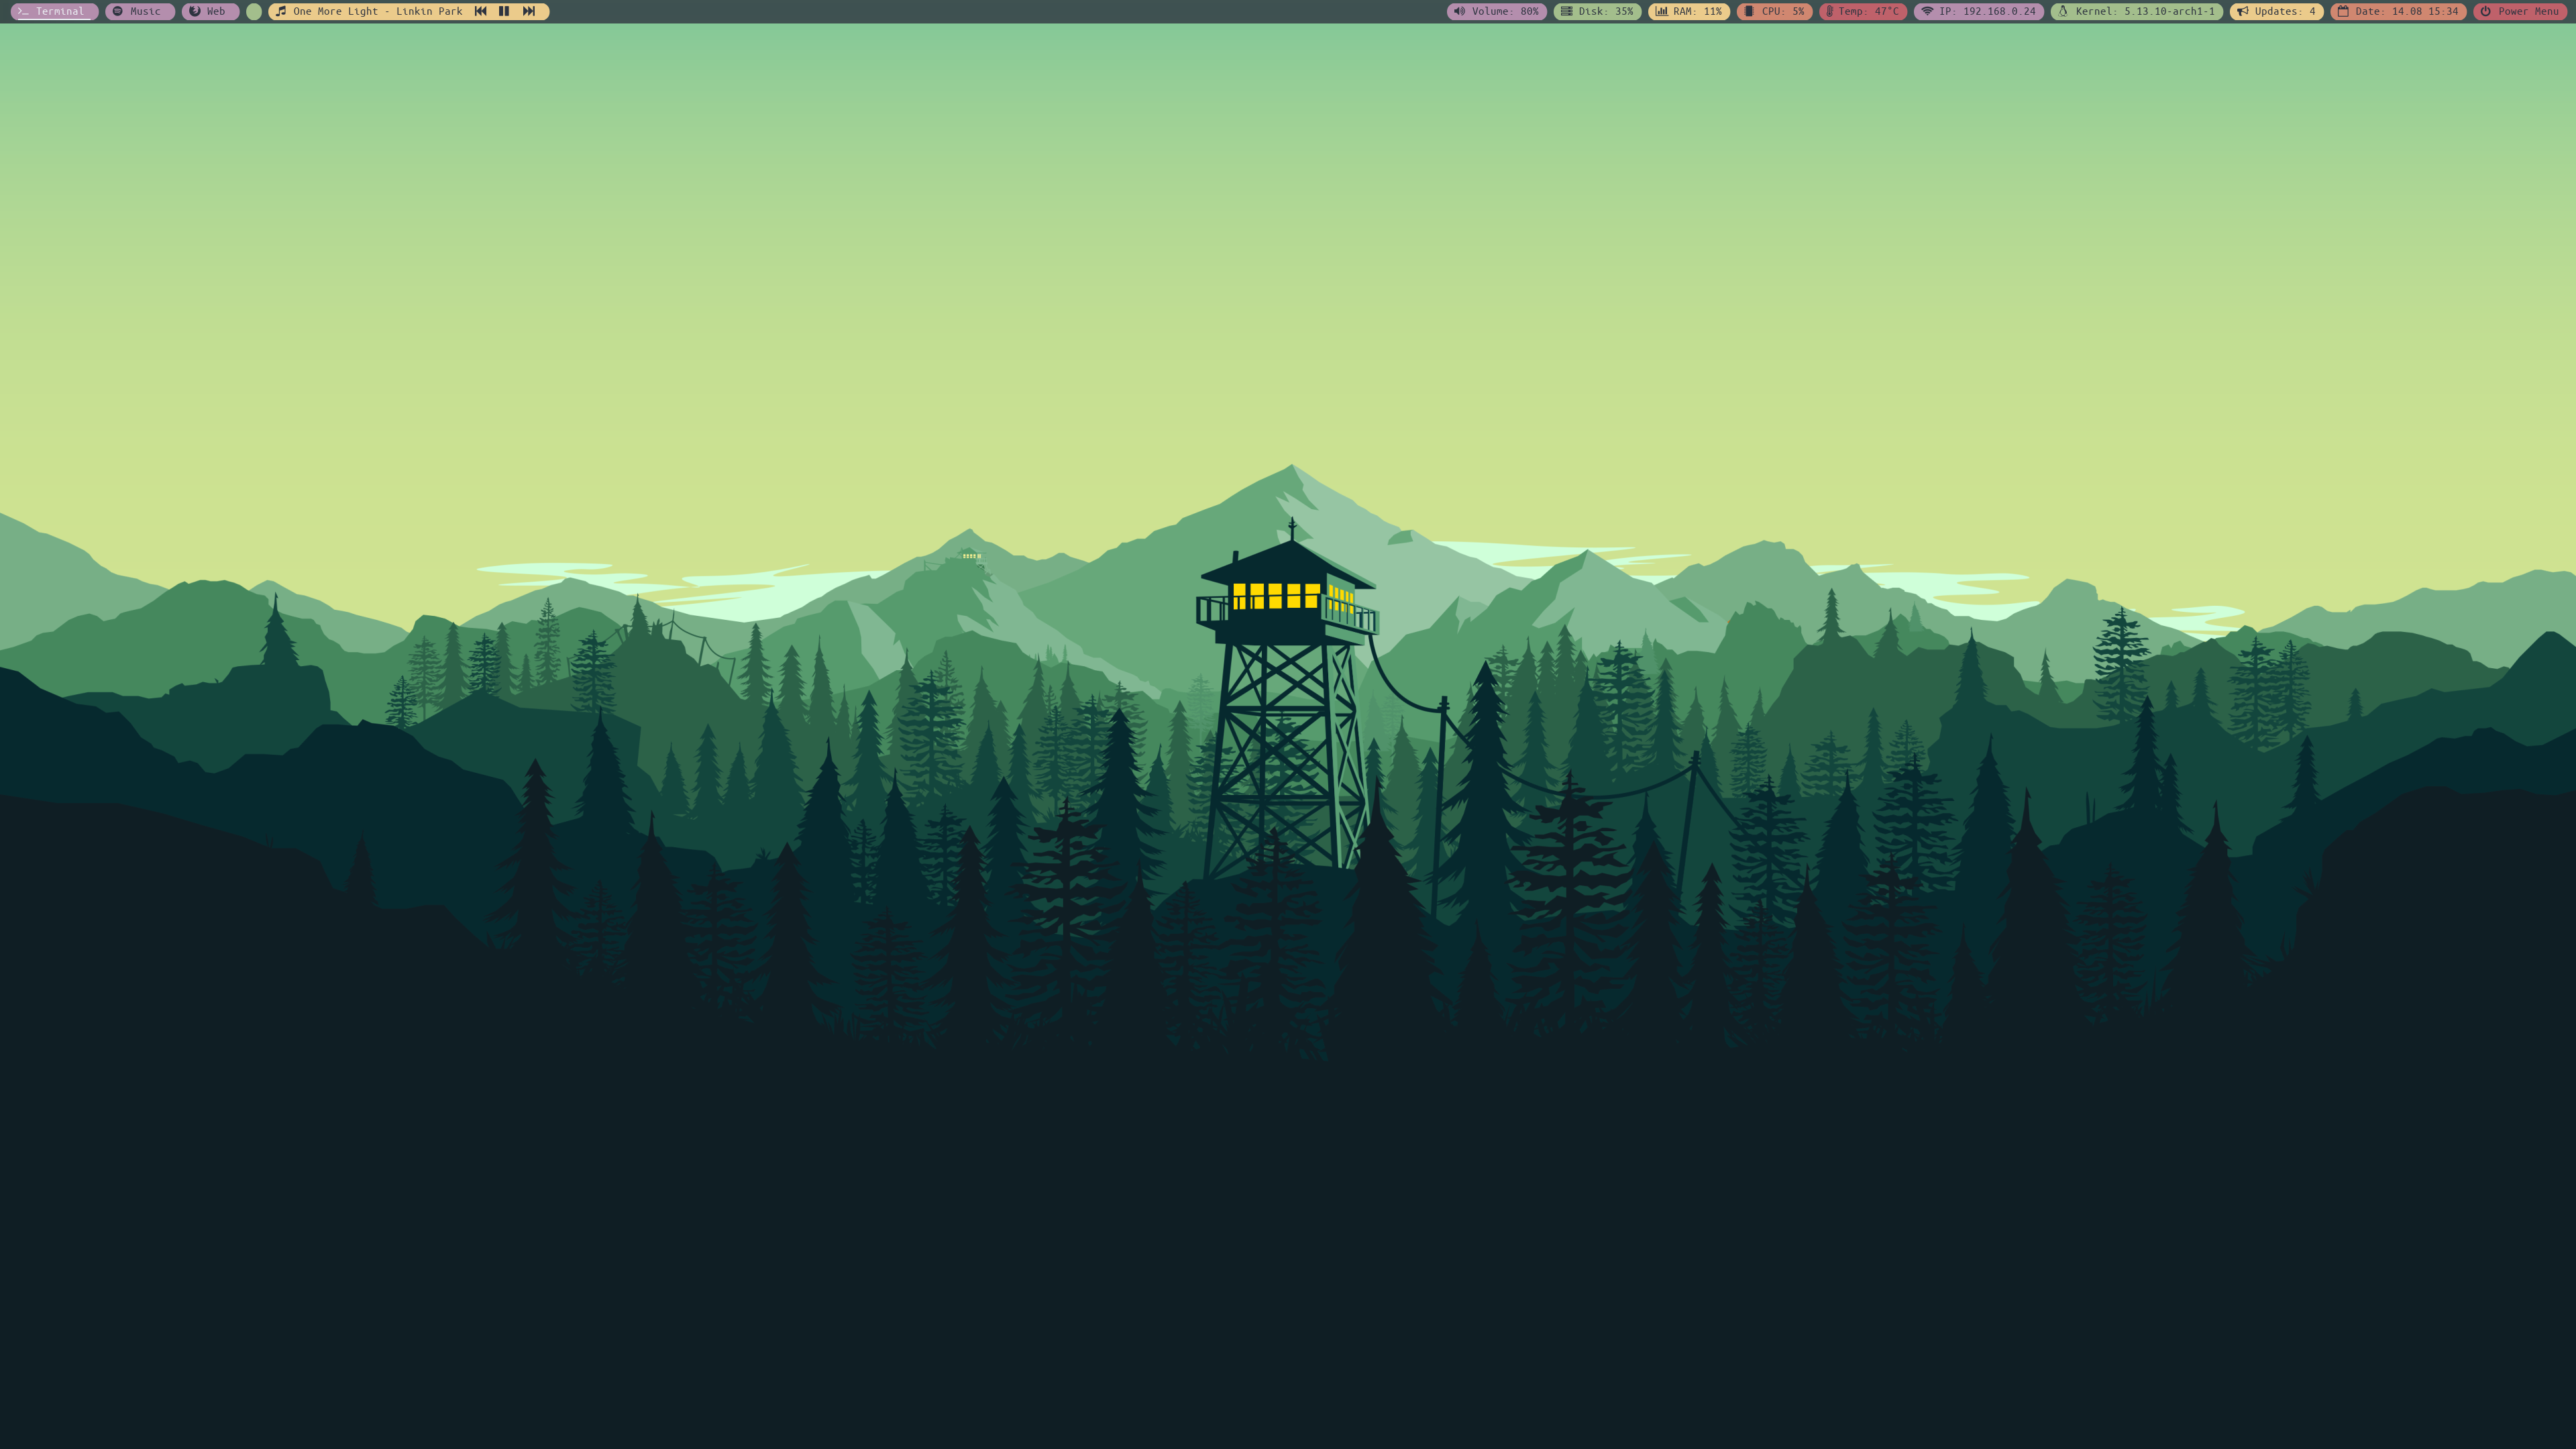 Terminal Music Web One More Light - Linkin Park Volume: 80% Disk: 35% RAM: 11% CPU: 5% Temp: 47°C IP: 192.168.0.24 Kernel: 5.13.10-arch1-1 Updates: 4 Date: 14.08 15:34 Power Menu